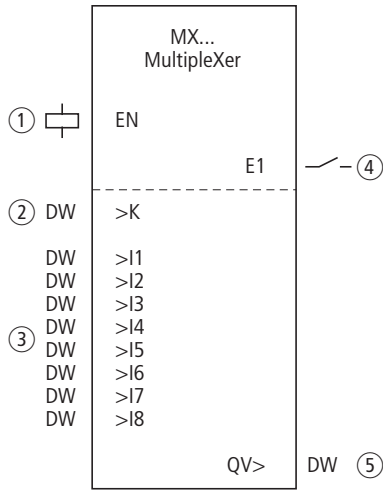 MX...
MultipleXer
1 EN
E1 4
2 DW >K
DW >I1
DW >I2
DW >I3
3 DW >I4
DW >I5
DW >I6
DW >I7
DW >I8
QV> DW 5